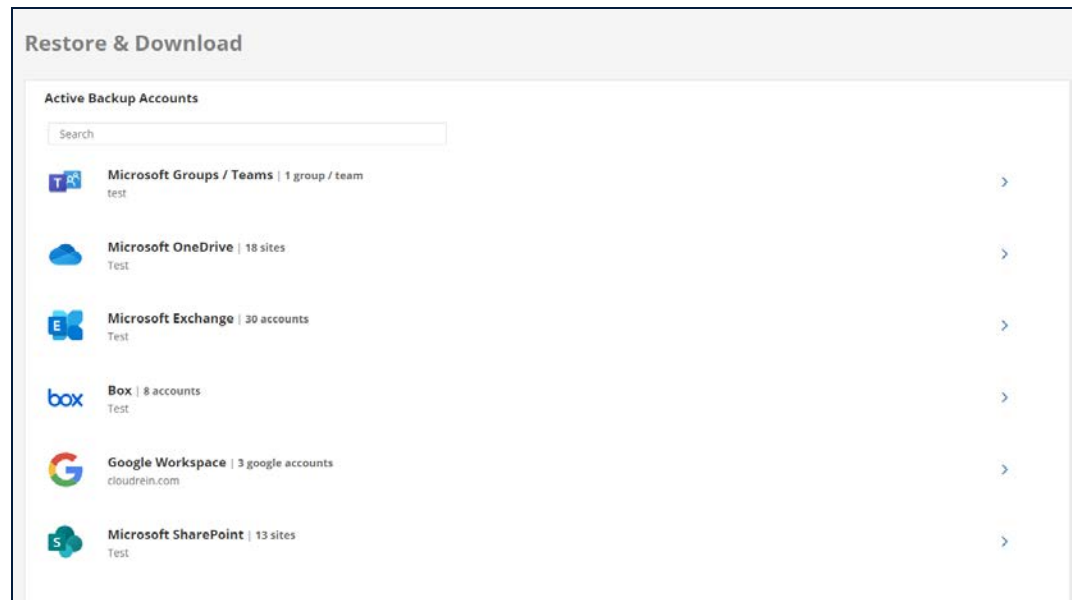 Restore & Download
Active Backup Accounts
Search
T
Microsoft Groups / Teams | 1 group / team
test
Microsoft OneDrive | 18 sites
Test
E
Microsoft Exchange | 30 accounts
Test
box
Box | 8 accounts
Test
G
Google Workspace | 3 google accounts
cloudrein.com
S
Microsoft SharePoint | 13 sites
Test